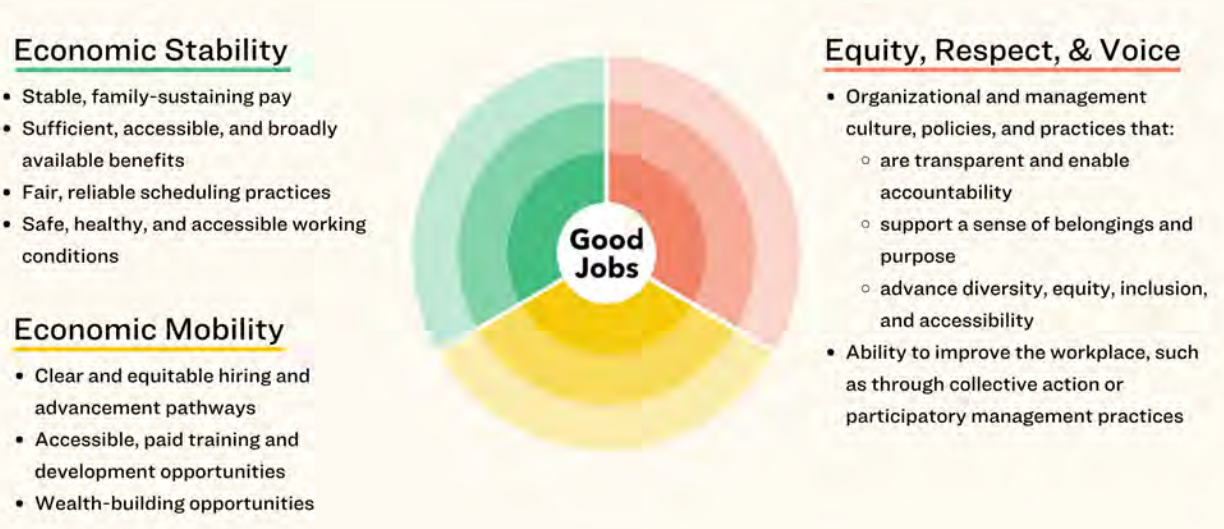 Economic Stability
• Stable, family-sustaining pay
• Sufficient, accessible, and broadly
available benefits
• Fair, reliable scheduling practices
• Safe, healthy, and accessible working
conditions
Economic Mobility
• Clear and equitable hiring and
advancement pathways
• Accessible, paid training and
development opportunities
• Wealth-building opportunities
Good
Jobs
Equity, Respect, & Voice
• Organizational and management
culture, policies, and practices that:
◦ are transparent and enable
accountability
◦ support a sense of belongings and
purpose
◦ advance diversity, equity, inclusion,
and accessibility
• Ability to improve the workplace, such
as through collective action or
participatory management practices